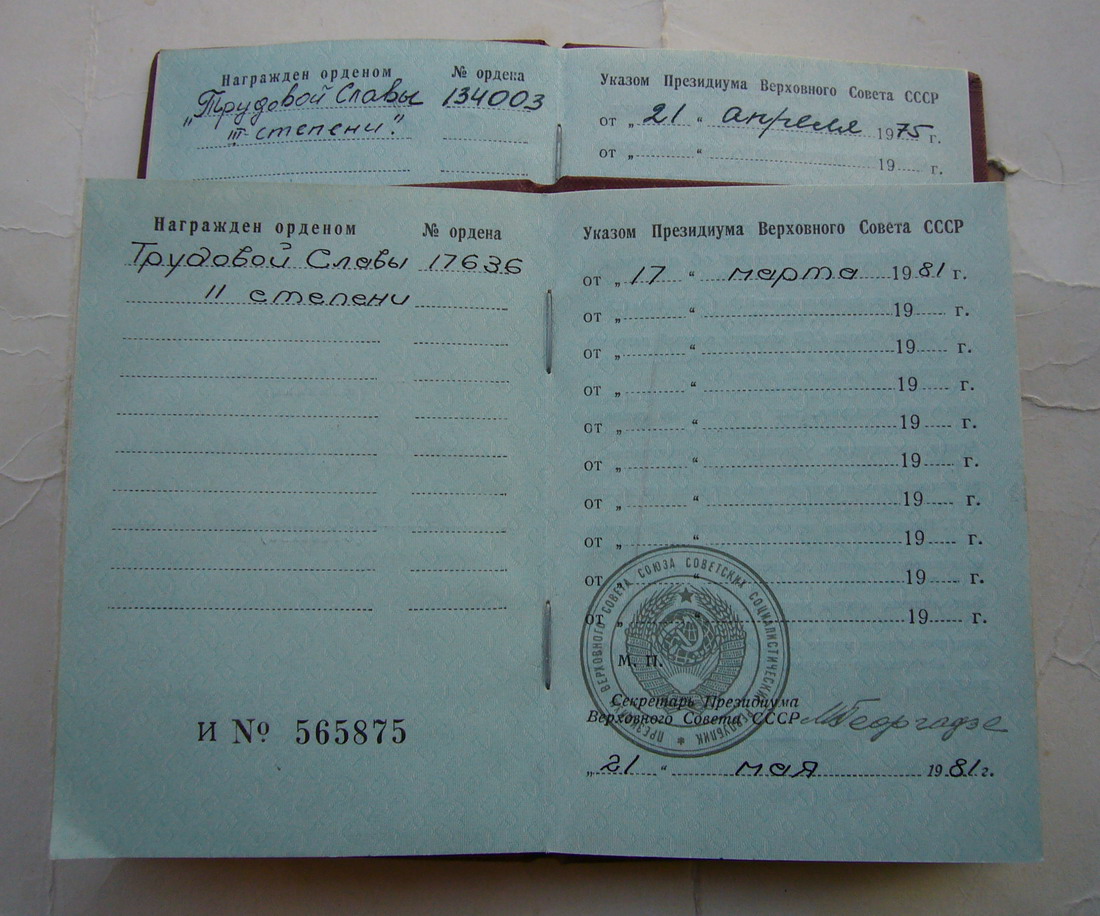 Награжден орденом № ордена
„Трудовой Славы 134003
III степени."
Указом Президиума Верховного Совета СССР
от „21" апреля 1975 г.
от „ " 19 г.
Награжден орденом № ордена
Трудовой Славы 17636
II степени
И № 565875
Указом Президиума Верховного Совета СССР
от „17" марта 1981 г.
от „ " 19 г.
от „ " 19 г.
от „ " 19 г.
от „ " 19 г.
от „ " 19 г.
от „ " 19 г.
от „ " 19 г.
от „ " 19 г.
от „ " 19 г.
ПРЕЗИДИУМ ВЕРХОВНОГО СОВЕТА СОЮЗА СОВЕТСКИХ СОЦИАЛИСТИЧЕСКИХ РЕСПУБЛИК
М. П.
Секретарь Президиума
Верховного Совета СССР МГеоргадзе
„21" мая 1981 г.